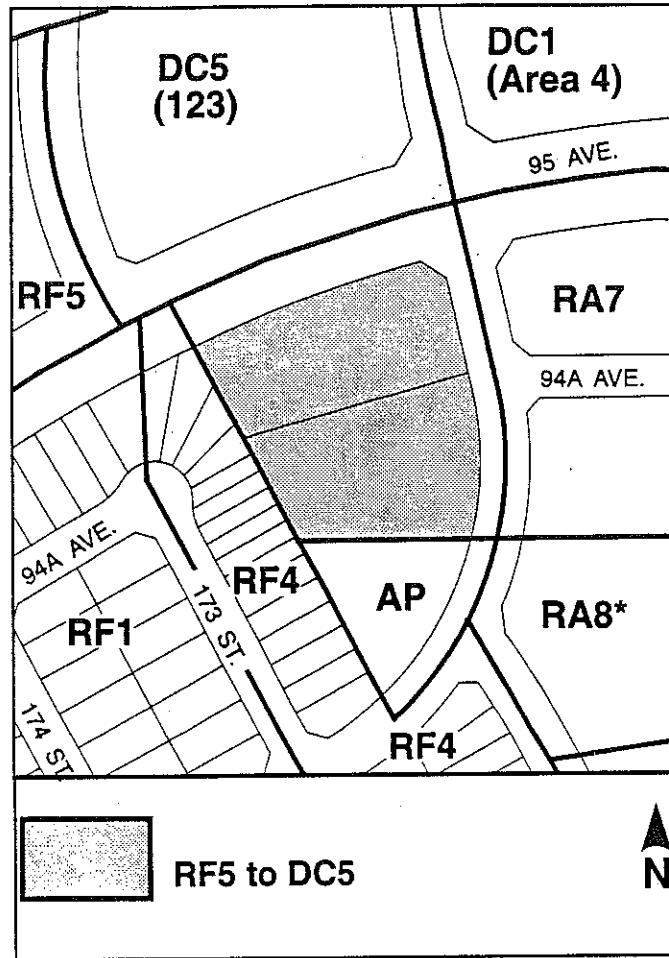 DC5
(123)
DC1
(Area 4)
95 AVE.
RF5
RA7
94A AVE.
94A AVE.
RF4
AP
RA8*
RF1
173 ST.
174 ST.
RF4
RF5 to DC5
N